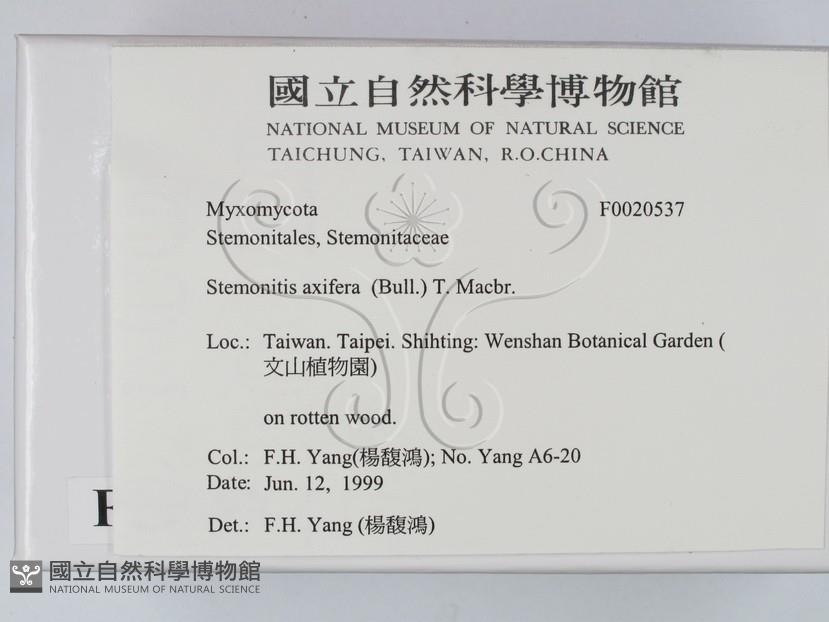 國立自然科學博物館
NATIONAL MUSEUM OF NATURAL SCIENCE
TAICHUNG, TAIWAN, R.O.CHINA
Myxomycota F0020537
Stemonitales, Stemonitaceae
Stemonitis axifera (Bull.) T. Macbr.
Loc.: Taiwan. Taipei. Shihting: Wenshan Botanical Garden (
文山植物園)
on rotten wood.
Col.: F.H. Yang(楊馥鴻); No. Yang A6-20
Date: Jun. 12, 1999
Det.: F.H. Yang (楊馥鴻)
國立自然科學博物館
NATIONAL MUSEUM OF NATURAL SCIENCE